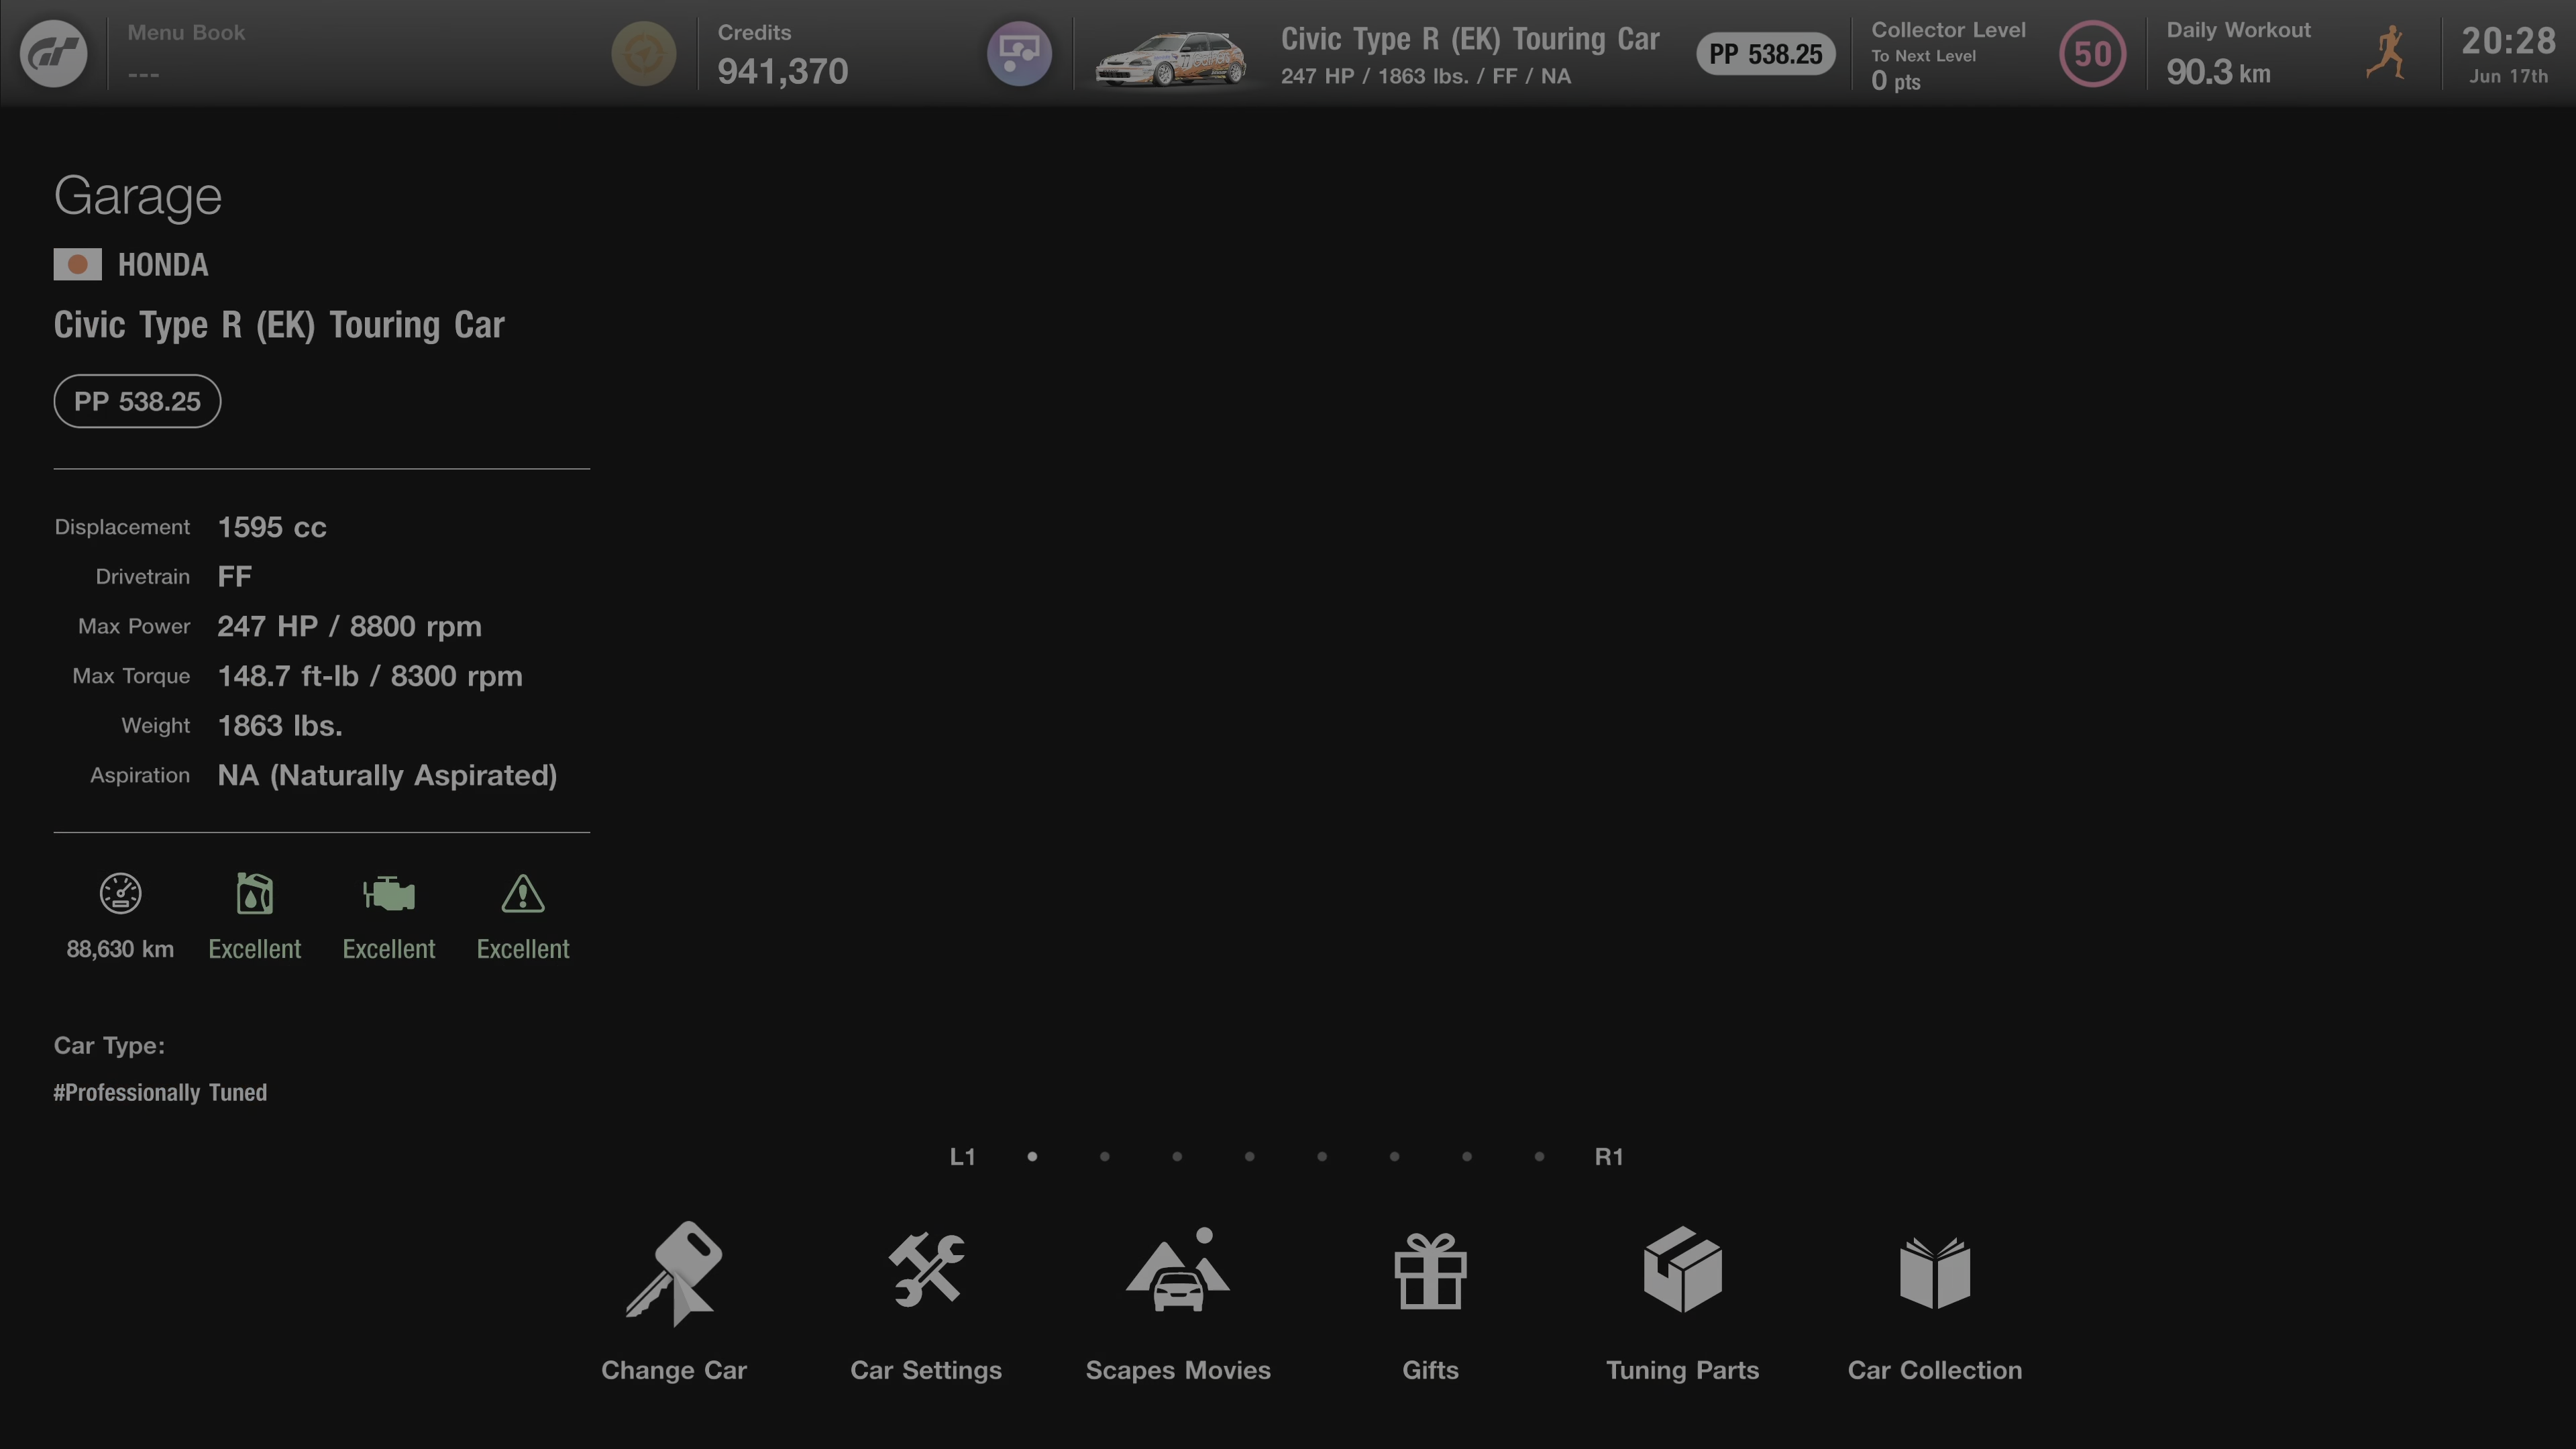 Menu Book
---
Credits
941,370
Civic Type R (EK) Touring Car
247 HP / 1863 lbs. / FF / NA
PP 538.25
Collector Level
To Next Level
0 pts
50
Daily Workout
90.3 km
20:28
Jun 17th
Garage
HONDA
Civic Type R (EK) Touring Car
PP 538.25
Displacement 1595 cc
Drivetrain FF
Max Power 247 HP / 8800 rpm
Max Torque 148.7 ft-lb / 8300 rpm
Weight 1863 lbs.
Aspiration NA (Naturally Aspirated)
88,630 km Excellent Excellent Excellent
Car Type:
#Professionally Tuned
L1 R1
Change Car Car Settings Scapes Movies Gifts Tuning Parts Car Collection